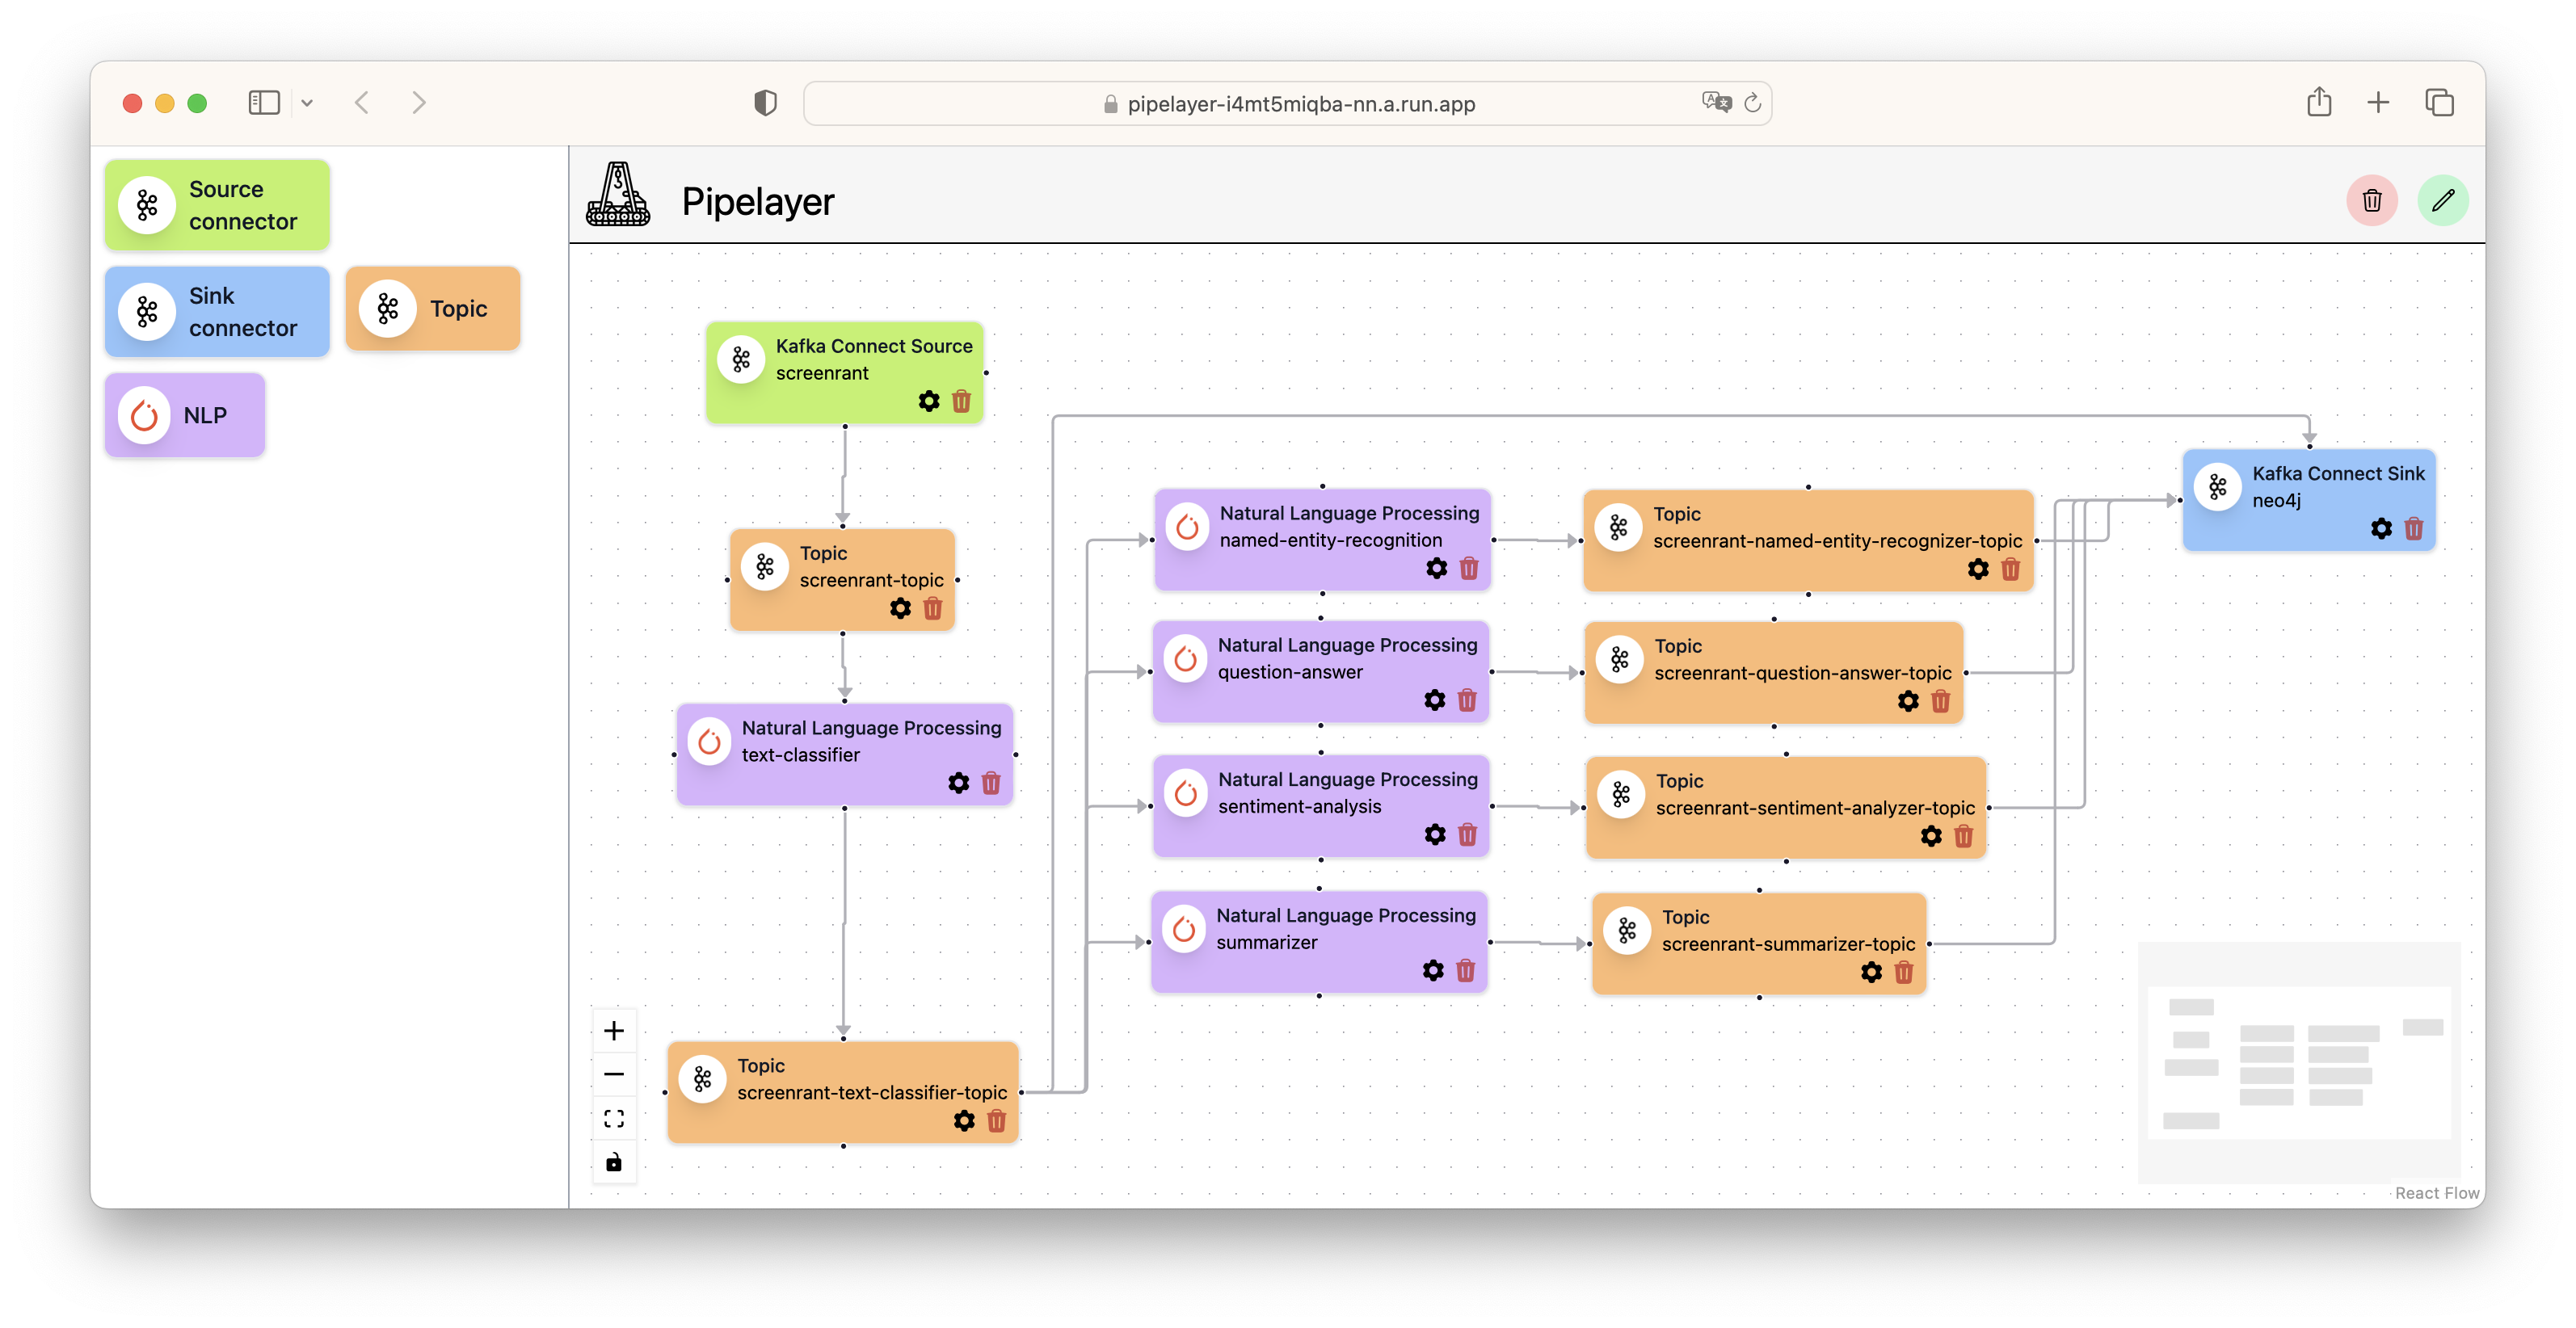 pipelayer-i4mt5miqba-nn.a.run.app
Source
connector
Sink
connector
Topic
NLP
Pipelayer
Kafka Connect Source
screenrant
Topic
screenrant-topic
Natural Language Processing
text-classifier
Topic
screenrant-text-classifier-topic
Natural Language Processing
named-entity-recognition
Natural Language Processing
question-answer
Natural Language Processing
sentiment-analysis
Natural Language Processing
summarizer
Topic
screenrant-named-entity-recognizer-topic
Topic
screenrant-question-answer-topic
Topic
screenrant-sentiment-analyzer-topic
Topic
screenrant-summarizer-topic
Kafka Connect Sink
neo4j
React Flow